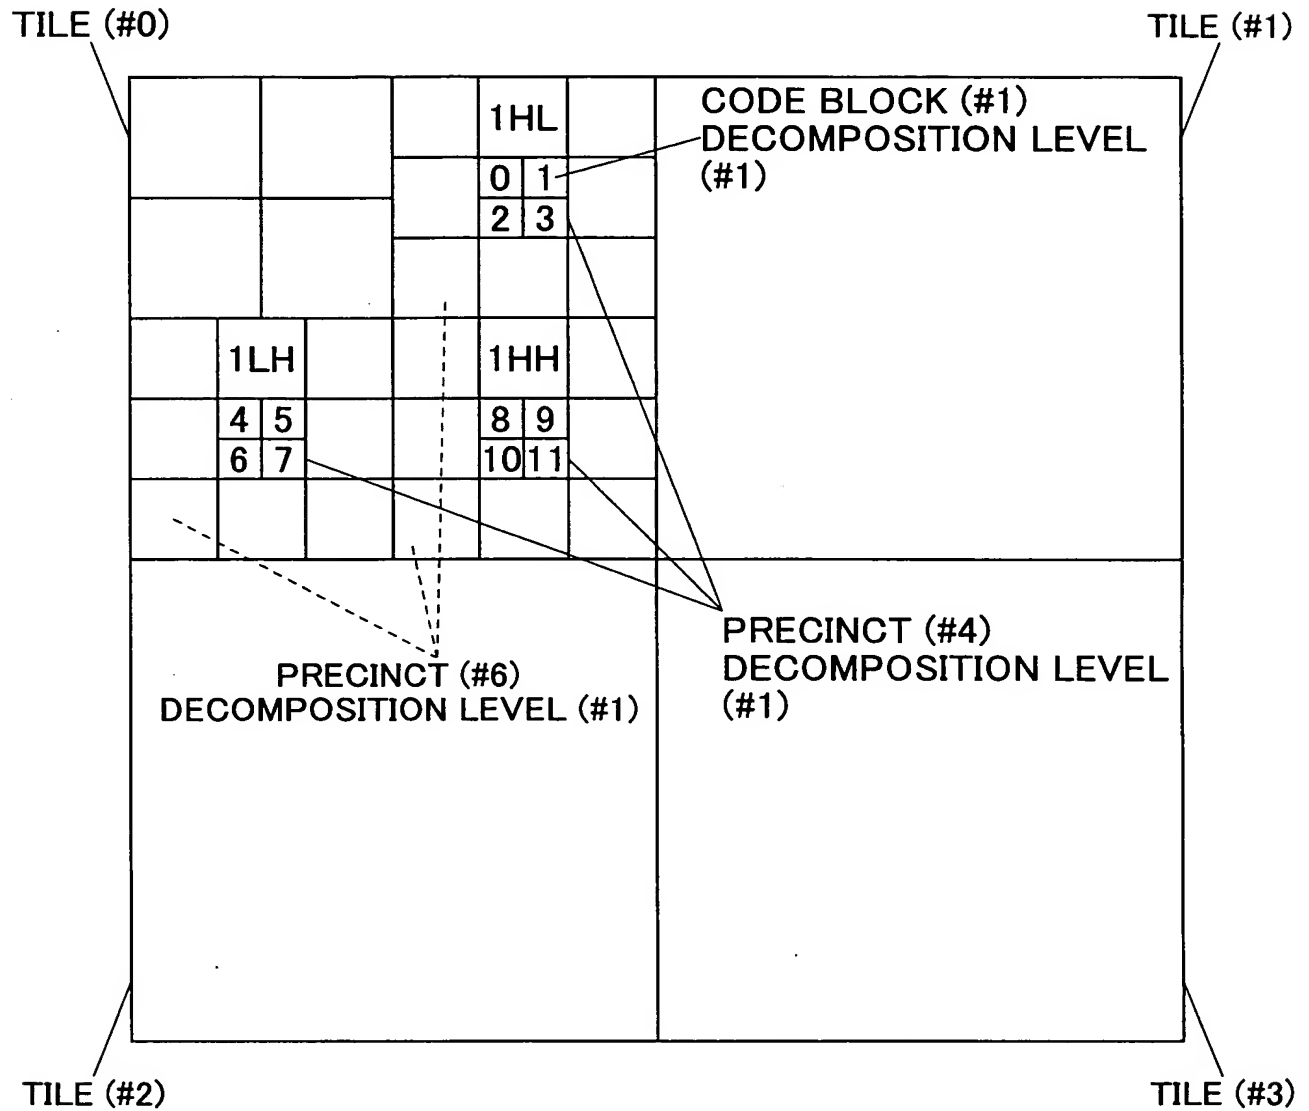 TILE (#0)
TILE (#1)
1HL
CODE BLOCK (#1)
DECOMPOSITION LEVEL
(#1)
0 1
2 3
1LH
1HH
4 5
8 9
6 7
10 11
PRECINCT (#4)
DECOMPOSITION LEVEL
(#1)
PRECINCT (#6)
DECOMPOSITION LEVEL (#1)
TILE (#2)
TILE (#3)